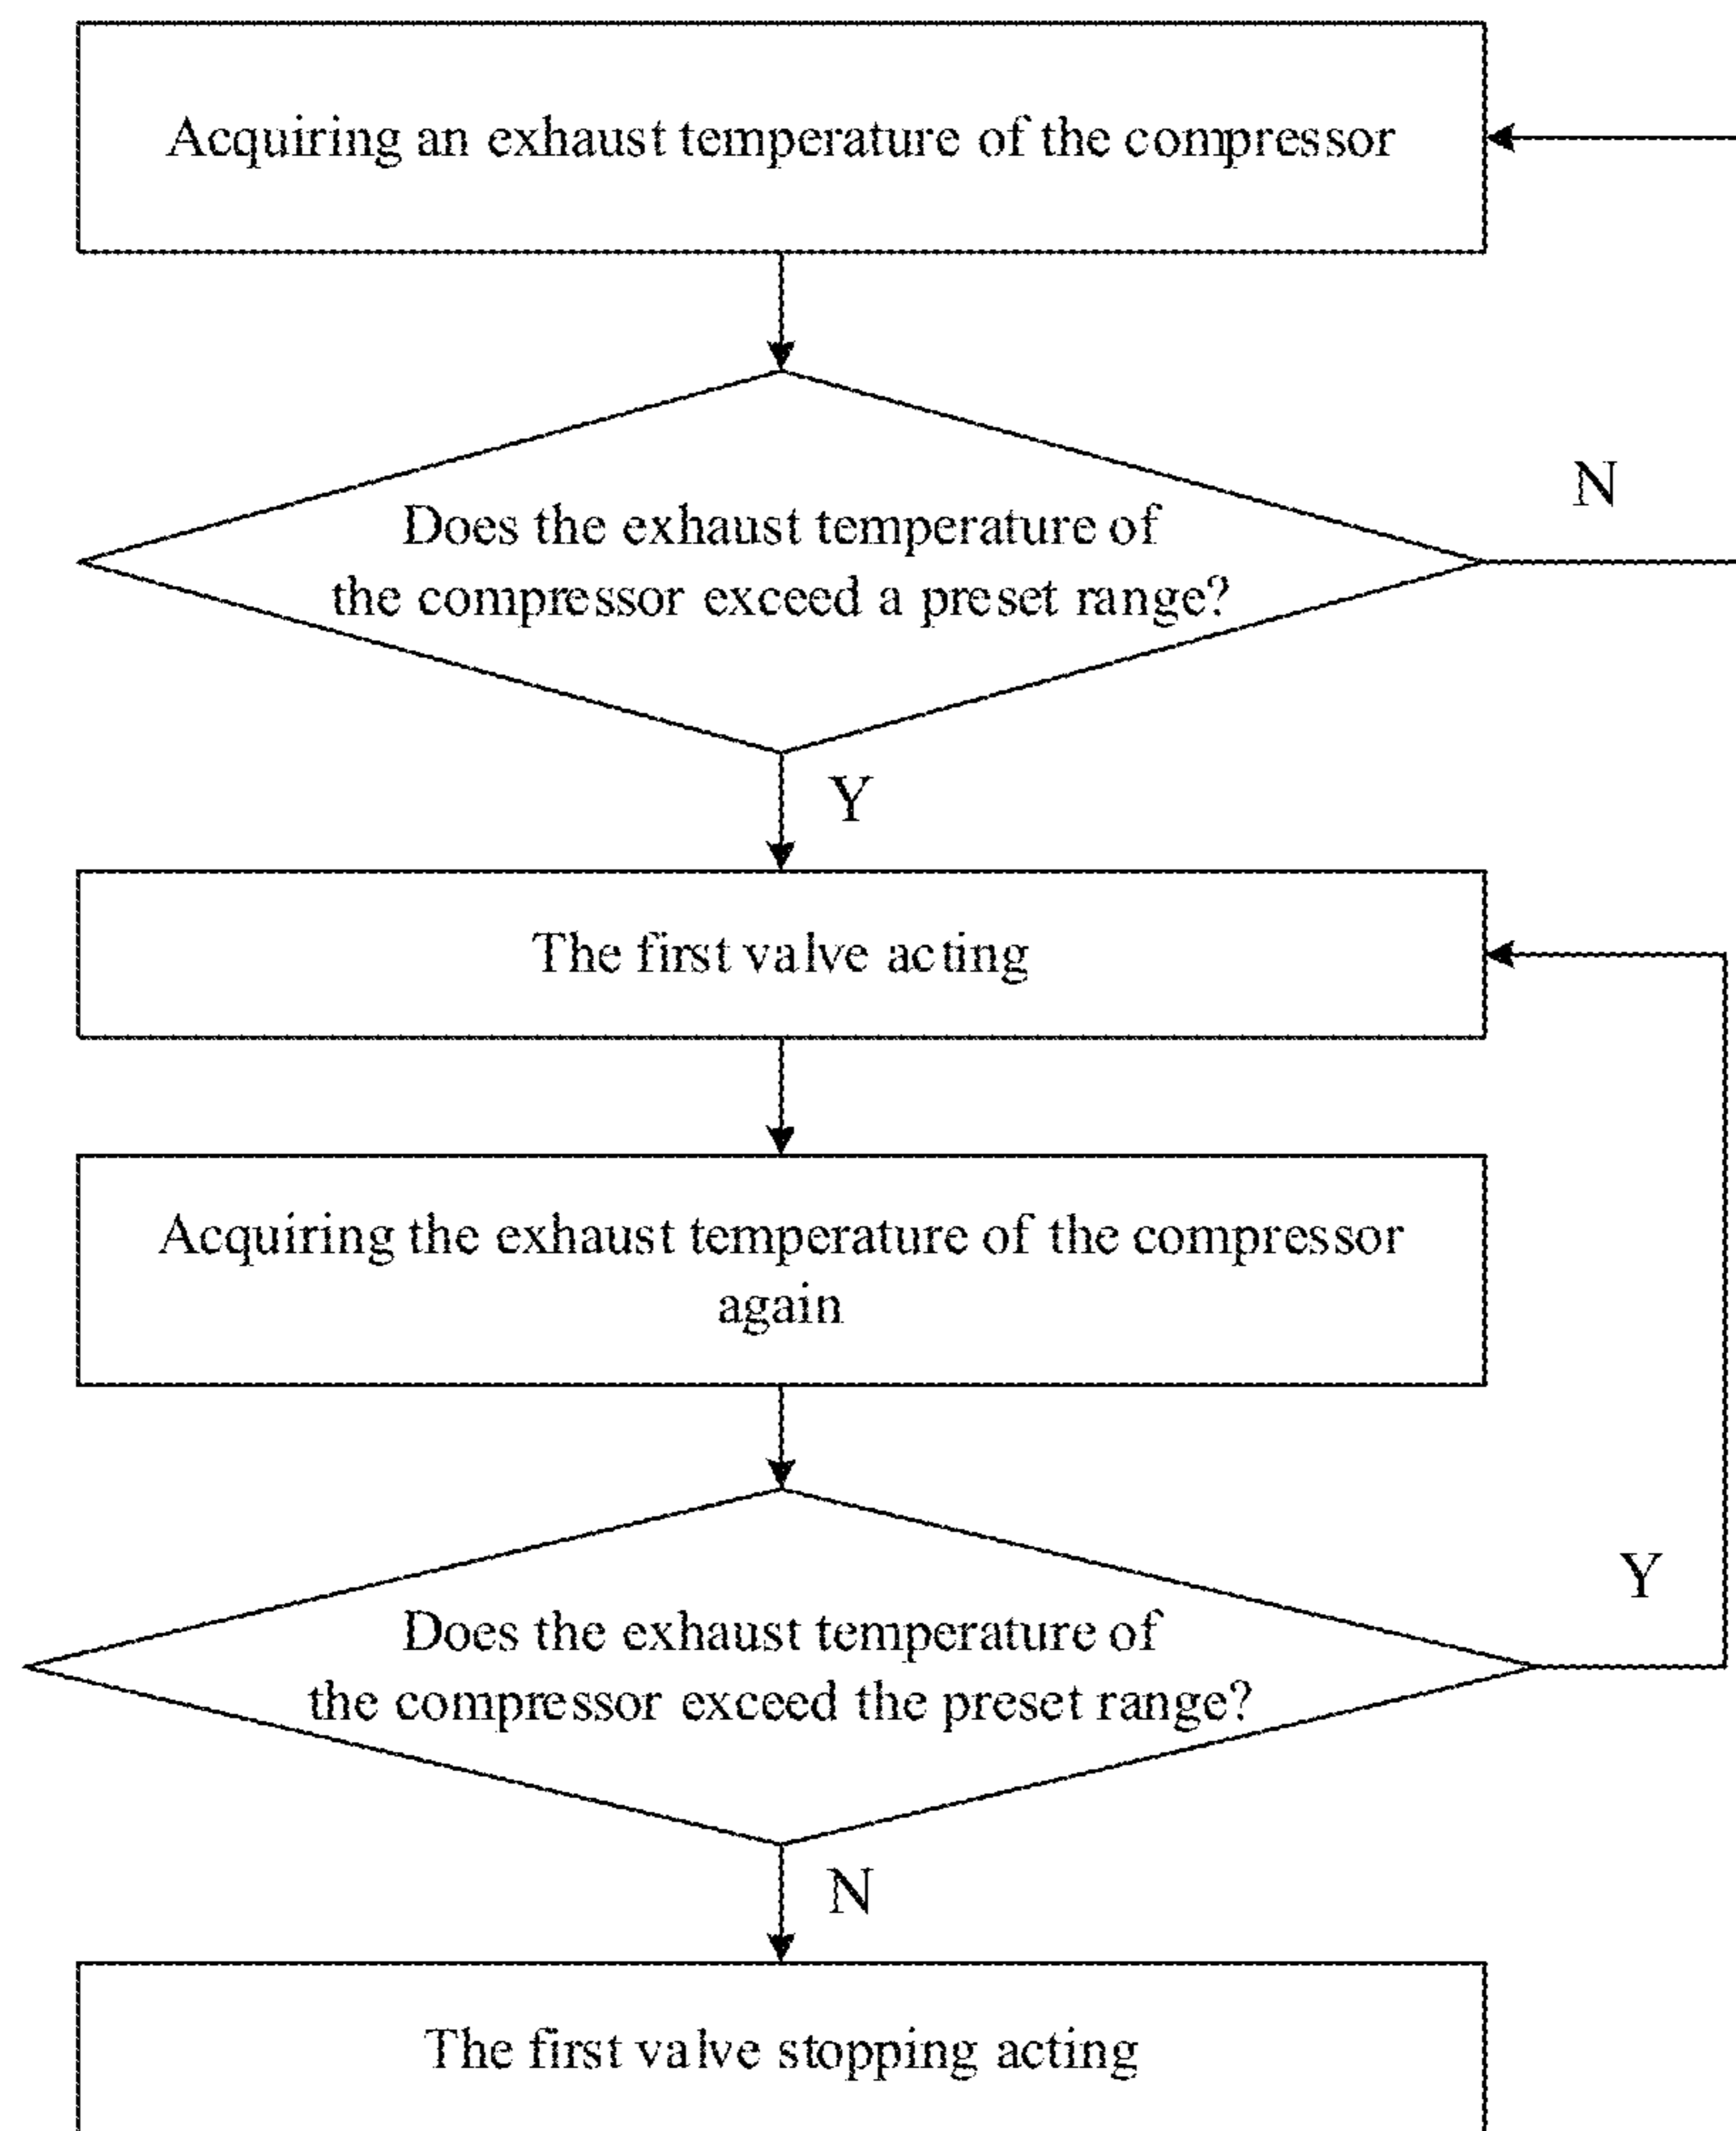 Acquiring an exhaust temperature of the compressor
Does the exhaust temperature of
the compressor exceed a preset range?
N
Y
The first valve acting
Acquiring the exhaust temperature of the compressor
again
Does the exhaust temperature of
the compressor exceed the preset range?
Y
N
The first valve stopping acting